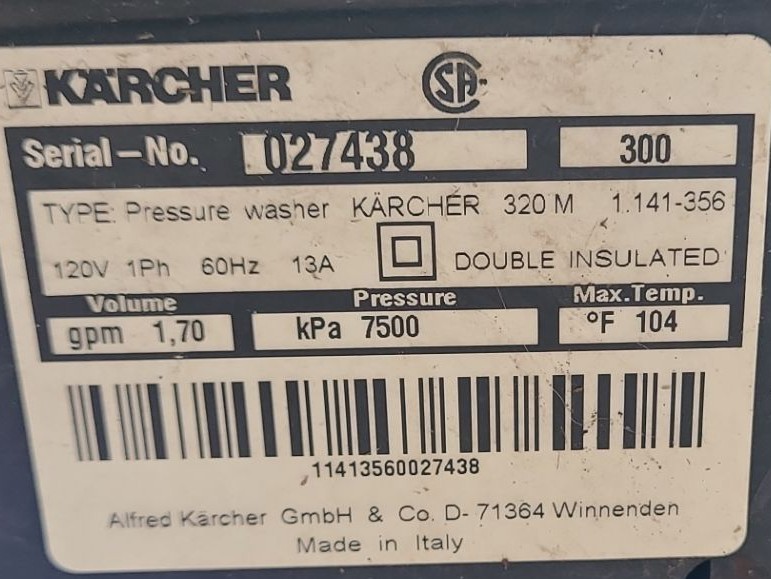 KÄRCHER
SA
Serial-No. 027438 300
TYPE: Pressure washer KÄRCHER 320 M 1.141-356
120V 1Ph 60Hz 13A DOUBLE INSULATED
Volume Pressure Max.Temp.
gpm 1,70 kPa 7500 °F 104
11413560027438
Alfred Kärcher GmbH & Co. D- 71364 Winnenden
Made in Italy